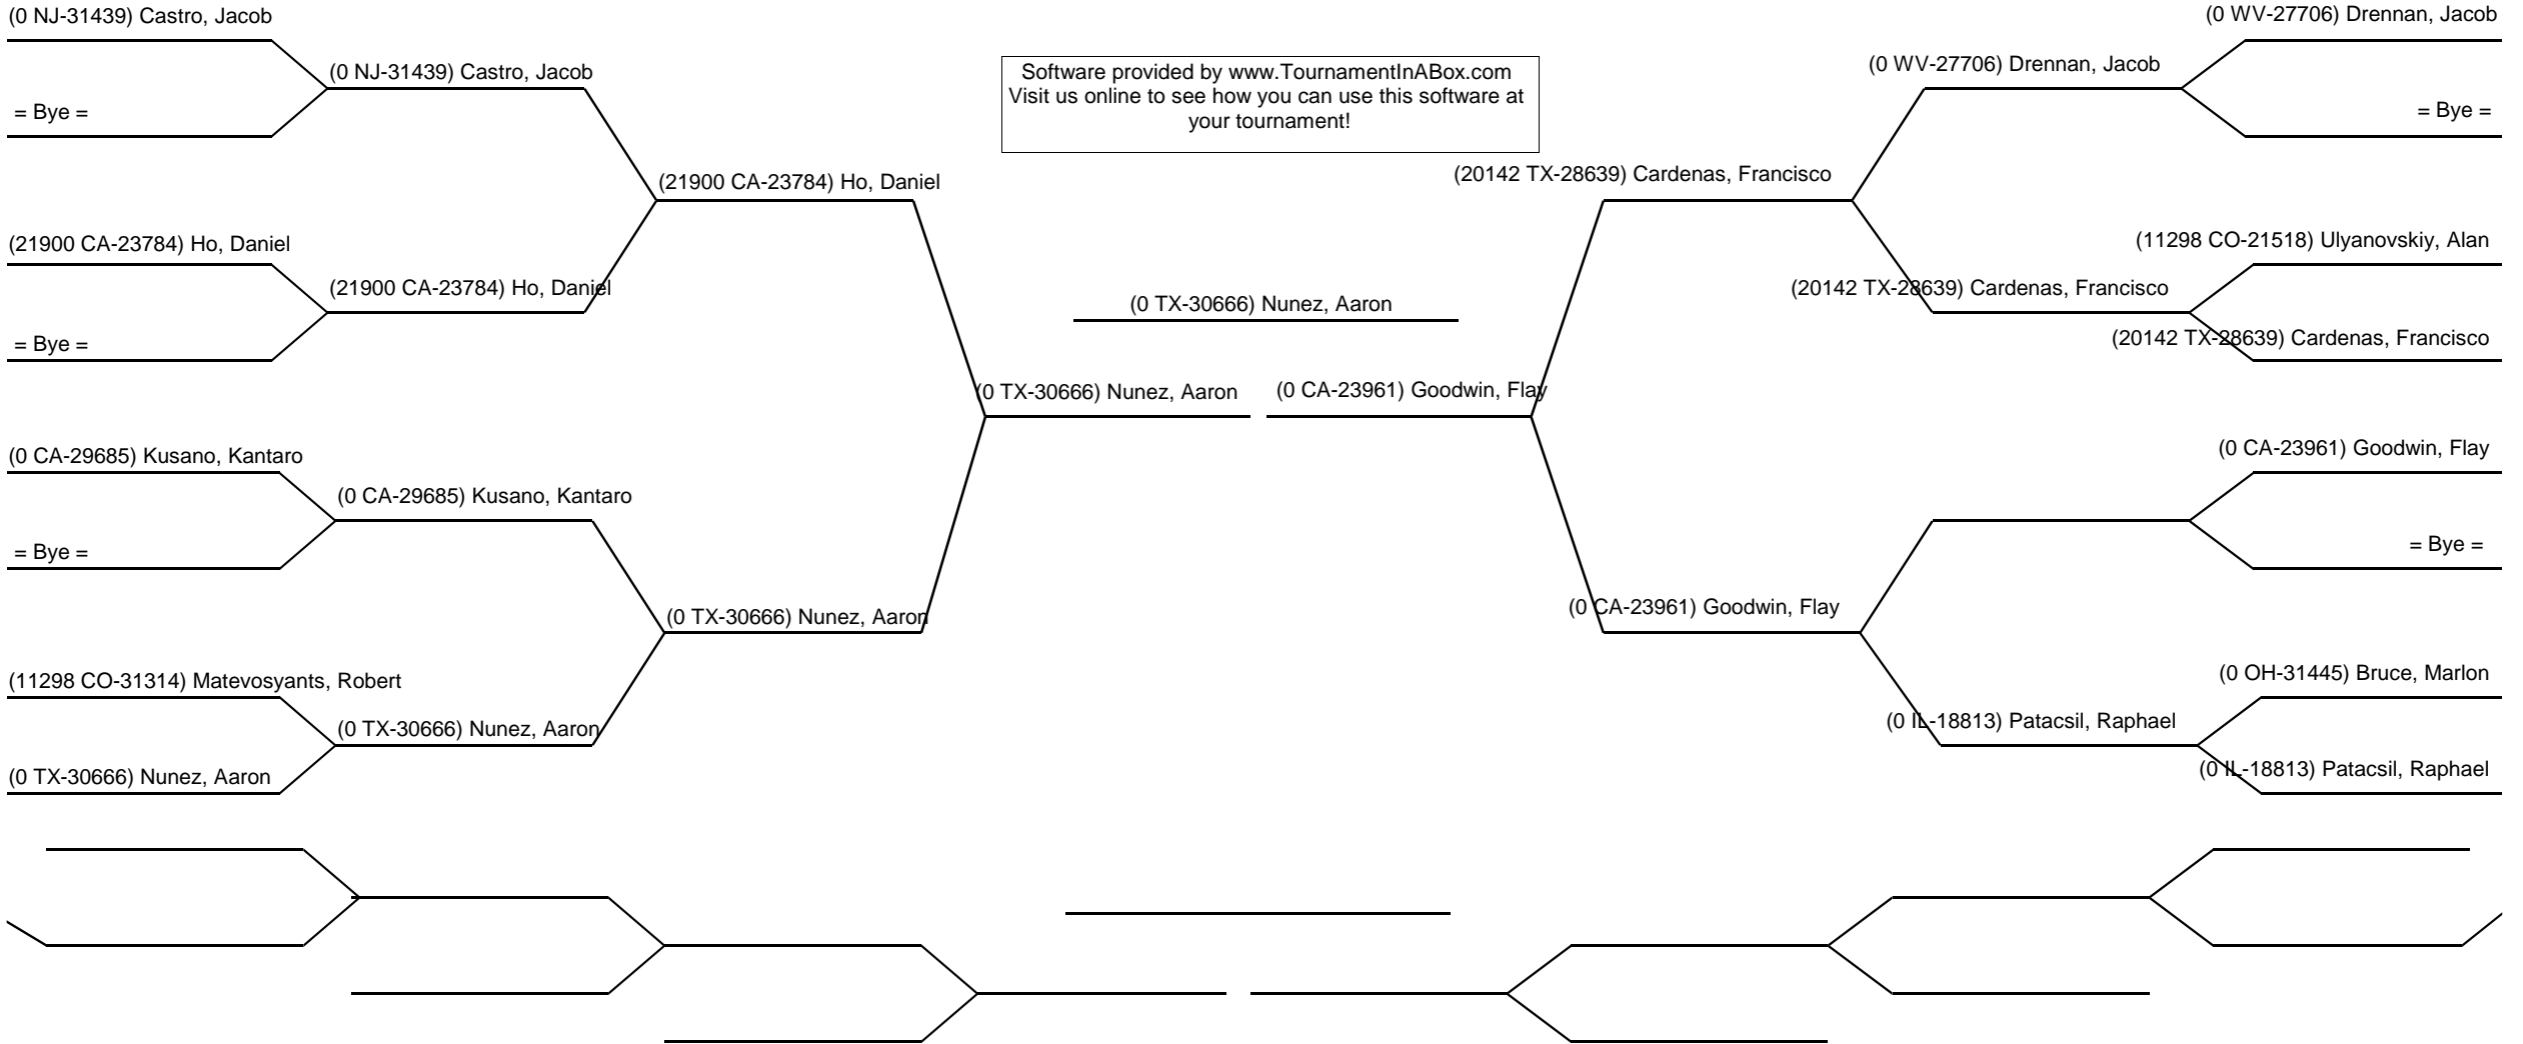 (0 NJ-31439) Castro, Jacob
= Bye =
(21900 CA-23784) Ho, Daniel
= Bye =
(0 CA-29685) Kusano, Kantaro
= Bye =
(11298 CO-31314) Matevosyants, Robert
(0 TX-30666) Nunez, Aaron
(0 NJ-31439) Castro, Jacob
(21900 CA-23784) Ho, Daniel
(0 CA-29685) Kusano, Kantaro
(0 TX-30666) Nunez, Aaron
(21900 CA-23784) Ho, Daniel
(0 TX-30666) Nunez, Aaron
(0 TX-30666) Nunez, Aaron
Software provided by www.TournamentInABox.com
Visit us online to see how you can use this software at
your tournament!
(0 TX-30666) Nunez, Aaron
(0 CA-23961) Goodwin, Flay
(20142 TX-28639) Cardenas, Francisco
(0 CA-23961) Goodwin, Flay
(0 WV-27706) Drennan, Jacob
(20142 TX-28639) Cardenas, Francisco
(0 IL-18813) Patacsil, Raphael
(0 WV-27706) Drennan, Jacob
= Bye =
(11298 CO-21518) Ulyanovskiy, Alan
(20142 TX-28639) Cardenas, Francisco
(0 CA-23961) Goodwin, Flay
= Bye =
(0 OH-31445) Bruce, Marlon
(0 IL-18813) Patacsil, Raphael